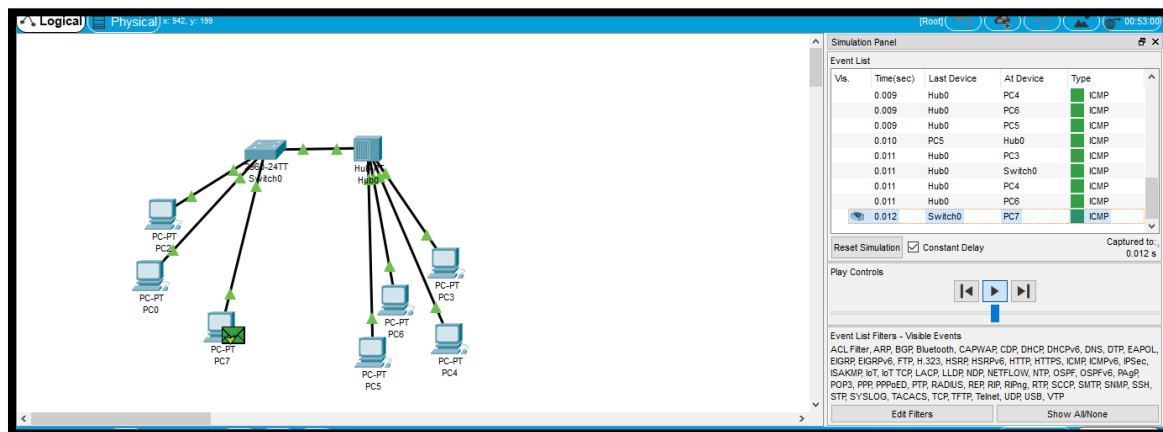 Logical Physical x: 942, y: 199 [Root] 00:53:00
Simulation Panel
Event List
Vis. Time(sec) Last Device At Device Type
0.009 Hub0 PC4 ICMP
0.009 Hub0 PC6 ICMP
0.009 Hub0 PC5 ICMP
0.010 PC5 Hub0 ICMP
0.011 Hub0 PC3 ICMP
0.011 Hub0 Switch0 ICMP
0.011 Hub0 PC4 ICMP
0.011 Hub0 PC6 ICMP
0.012 Switch0 PC7 ICMP
Reset Simulation Constant Delay Captured to:
0.012 s
Play Controls
Event List Filters - Visible Events
ACL Filter, ARP, BGP, Bluetooth, CAPWAP, CDP, DHCP, DHCPv6, DNS, DTP, EAPOL,
EIGRP, EIGRPv6, FTP, H.323, HSRP, HSRPv6, HTTP, HTTPS, ICMP, ICMPv6, IPSec,
ISAKMP, IoT, IoT TCP, LACP, LLDP, NDP, NETFLOW, NTP, OSPF, OSPFv6, PAgP,
POP3, PPP, PPPoED, PTP, RADIUS, REP, RIP, RIPng, RTP, SCCP, SMTP, SNMP, SSH,
STP, SYSLOG, TACACS, TCP, TFTP, Telnet, UDP, USB, VTP
Edit Filters Show All/None
Switch0
Hub0
PC-PT
PC2
PC-PT
PC0
PC-PT
PC7
PC-PT
PC3
PC-PT
PC6
PC-PT
PC4
PC-PT
PC5